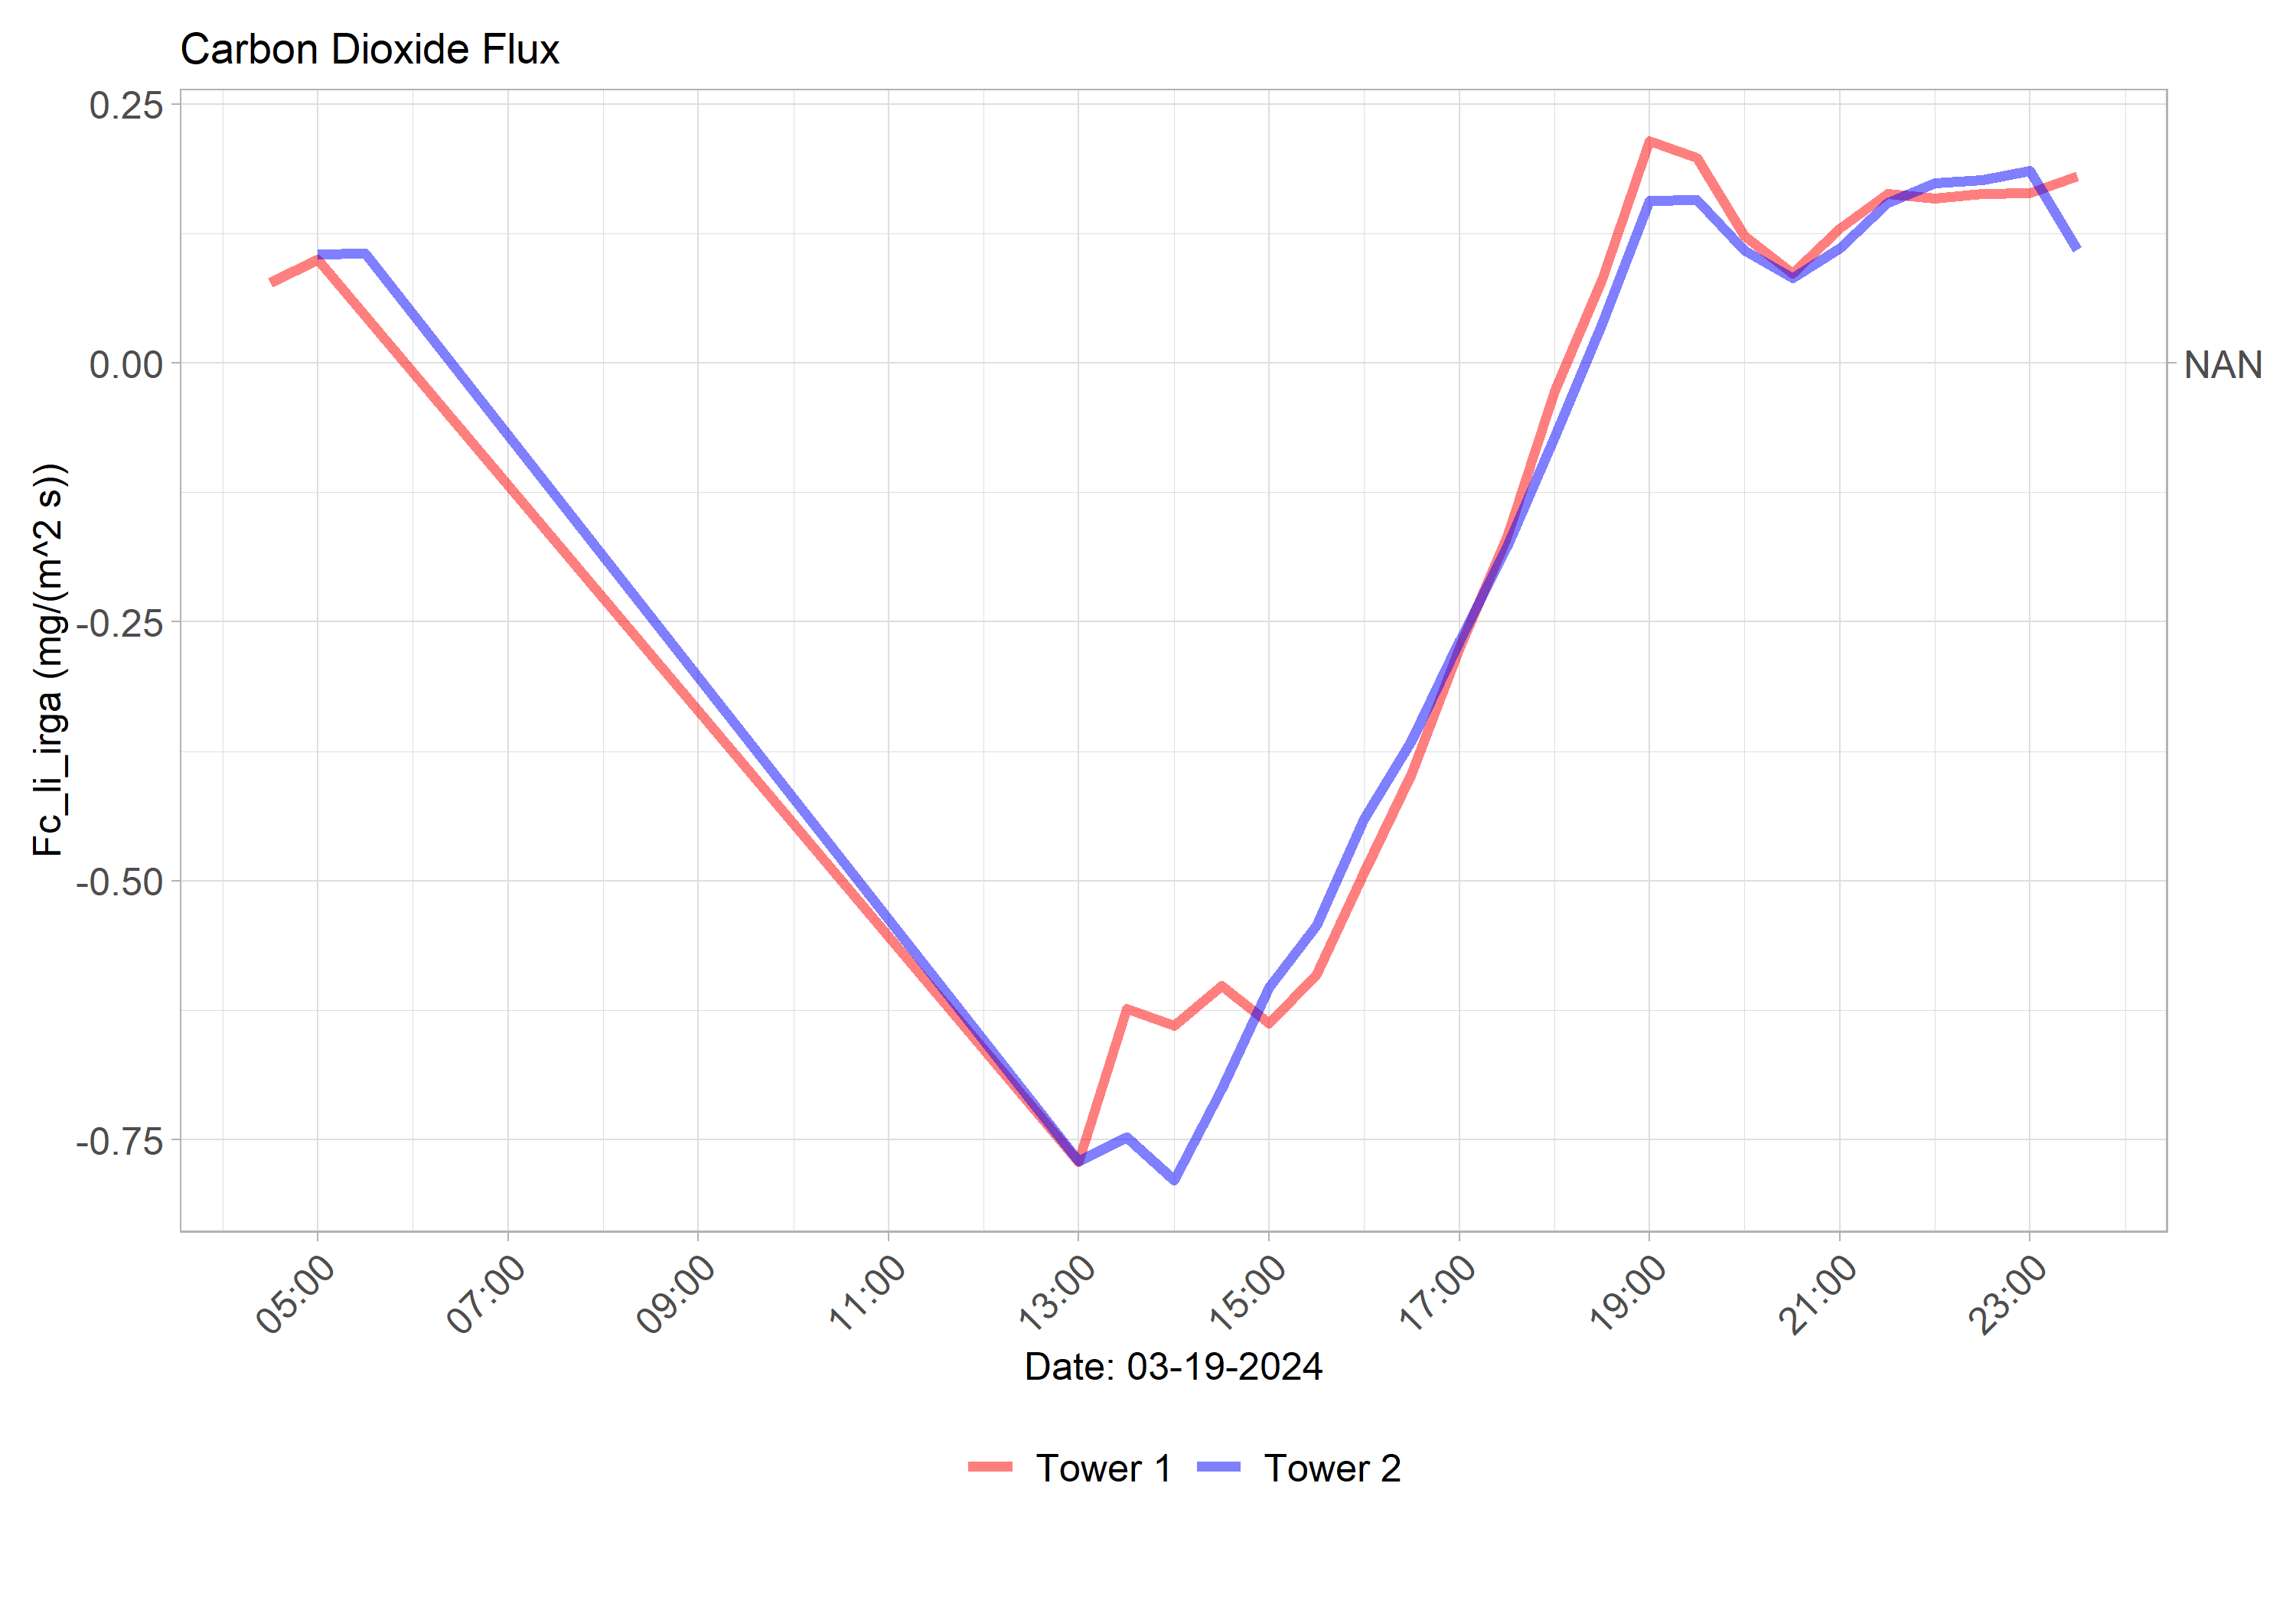 Carbon Dioxide Flux
Fc_li_irga (mg/(m^2 s))
0.25
0.00
-0.25
-0.50
-0.75
NAN
05:00
07:00
09:00
11:00
13:00
15:00
17:00
19:00
21:00
23:00
Date: 03-19-2024
Tower 1
Tower 2